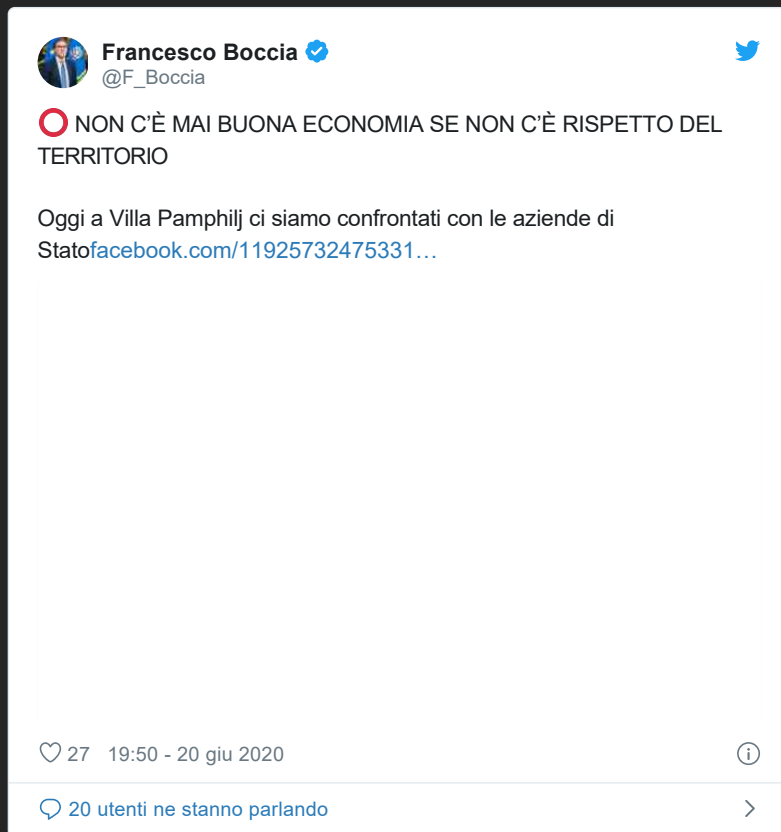 Francesco Boccia
@F_Boccia
⭕ NON C’È MAI BUONA ECONOMIA SE NON C’È RISPETTO DEL
TERRITORIO
Oggi a Villa Pamphilj ci siamo confrontati con le aziende di
Statofacebook.com/11925732475331…
27 19:50 - 20 giu 2020
20 utenti ne stanno parlando